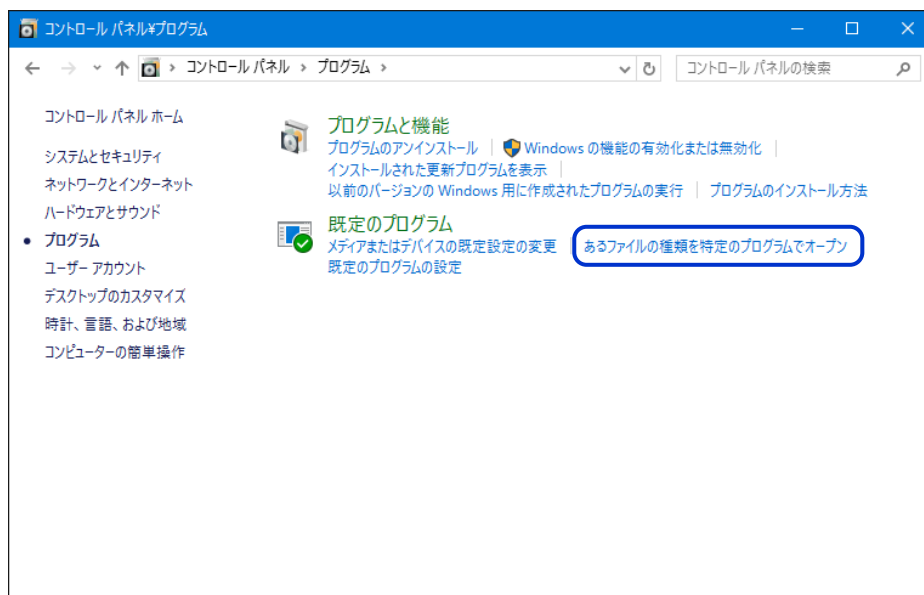 コントロール パネル¥プログラム
コントロール パネル プログラム
コントロール パネルの検索
コントロール パネル ホーム
システムとセキュリティ
ネットワークとインターネット
ハードウェアとサウンド
プログラム
ユーザー アカウント
デスクトップのカスタマイズ
時計、言語、および地域
コンピューターの簡単操作
プログラムと機能
プログラムのアンインストール Windows の機能の有効化または無効化
インストールされた更新プログラムを表示
以前のバージョンの Windows 用に作成されたプログラムの実行 プログラムのインストール方法
既定のプログラム
メディアまたはデバイスの既定設定の変更 あるファイルの種類を特定のプログラムでオープン
既定のプログラムの設定